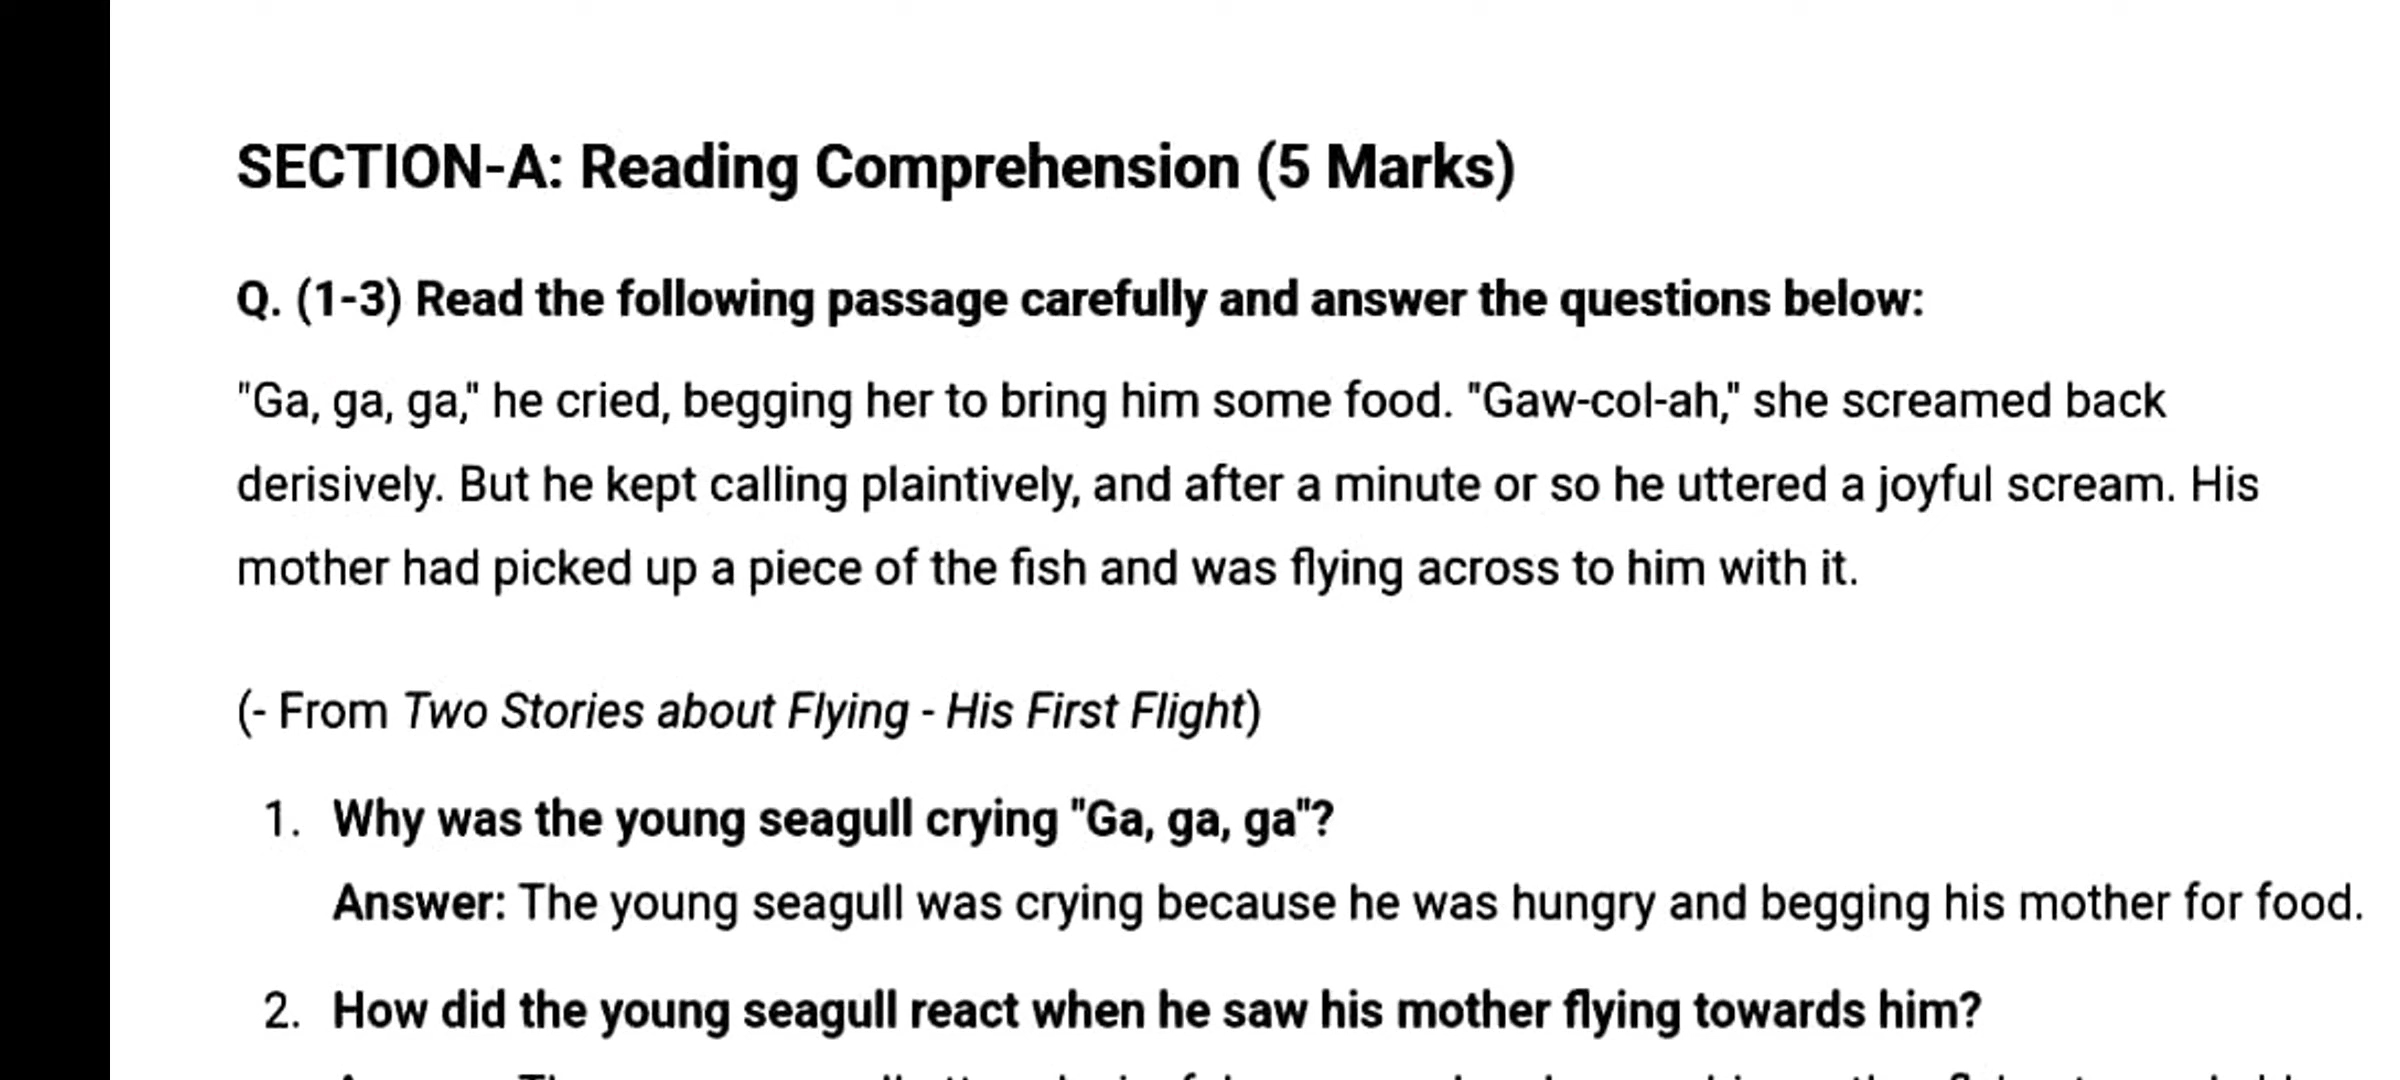 SECTION-A: Reading Comprehension (5 Marks)
Q. (1-3) Read the following passage carefully and answer the questions below:
"Ga, ga, ga," he cried, begging her to bring him some food. "Gaw-col-ah," she screamed back
derisively. But he kept calling plaintively, and after a minute or so he uttered a joyful scream. His
mother had picked up a piece of the fish and was flying across to him with it.
(- From Two Stories about Flying - His First Flight)
1. Why was the young seagull crying "Ga, ga, ga"?
Answer: The young seagull was crying because he was hungry and begging his mother for food.
2. How did the young seagull react when he saw his mother flying towards him?